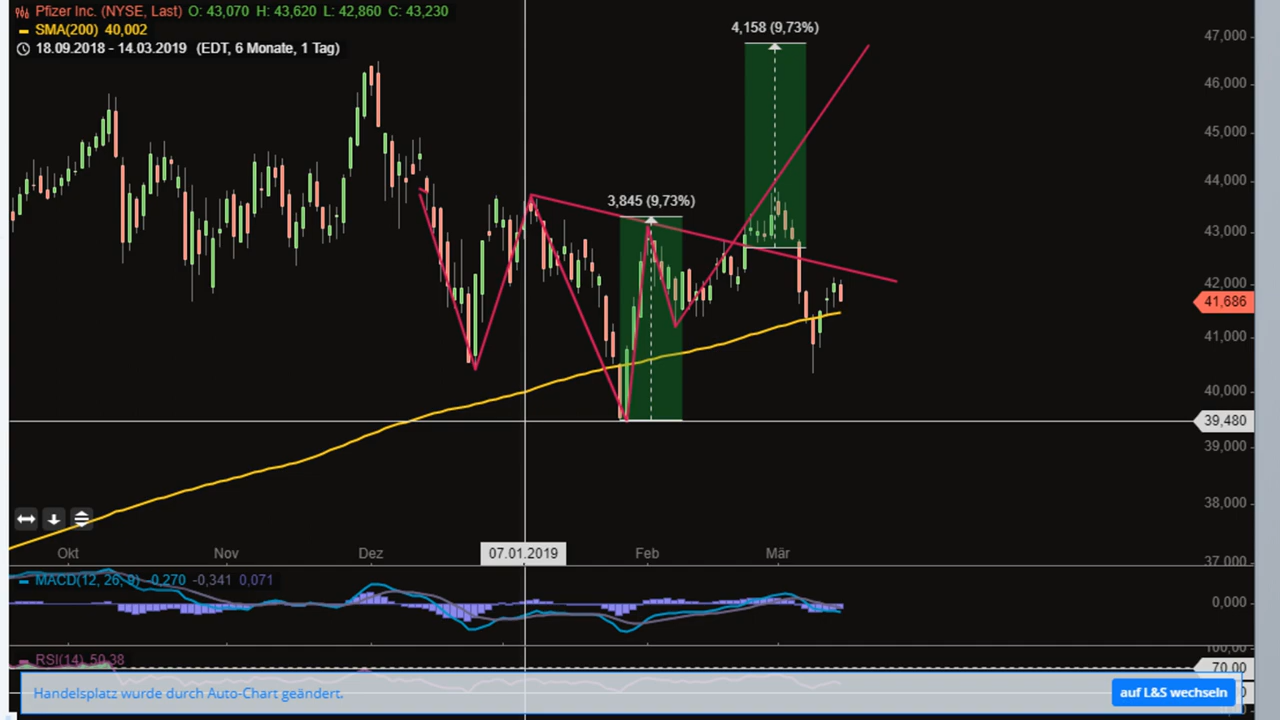 Pfizer Inc. (NYSE, Last) O: 43,070 H: 43,620 L: 42,860 C: 43,230
SMA(200) 40,002
18.09.2018 - 14.03.2019 (EDT, 6 Monate, 1 Tag)
4,158 (9,73%)
3,845 (9,73%)
47,000
46,000
45,000
44,000
43,000
42,000
41,686
41,000
40,000
39,480
39,000
38,000
37,000
Okt Nov Dez 07.01.2019 Feb Mär
MACD(12, 26, 9) -0,270 -0,341 0,071
0,000
RSI(14) 50,38
100,00
70,00
Handelsplatz wurde durch Auto-Chart geändert.
auf L&S wechseln